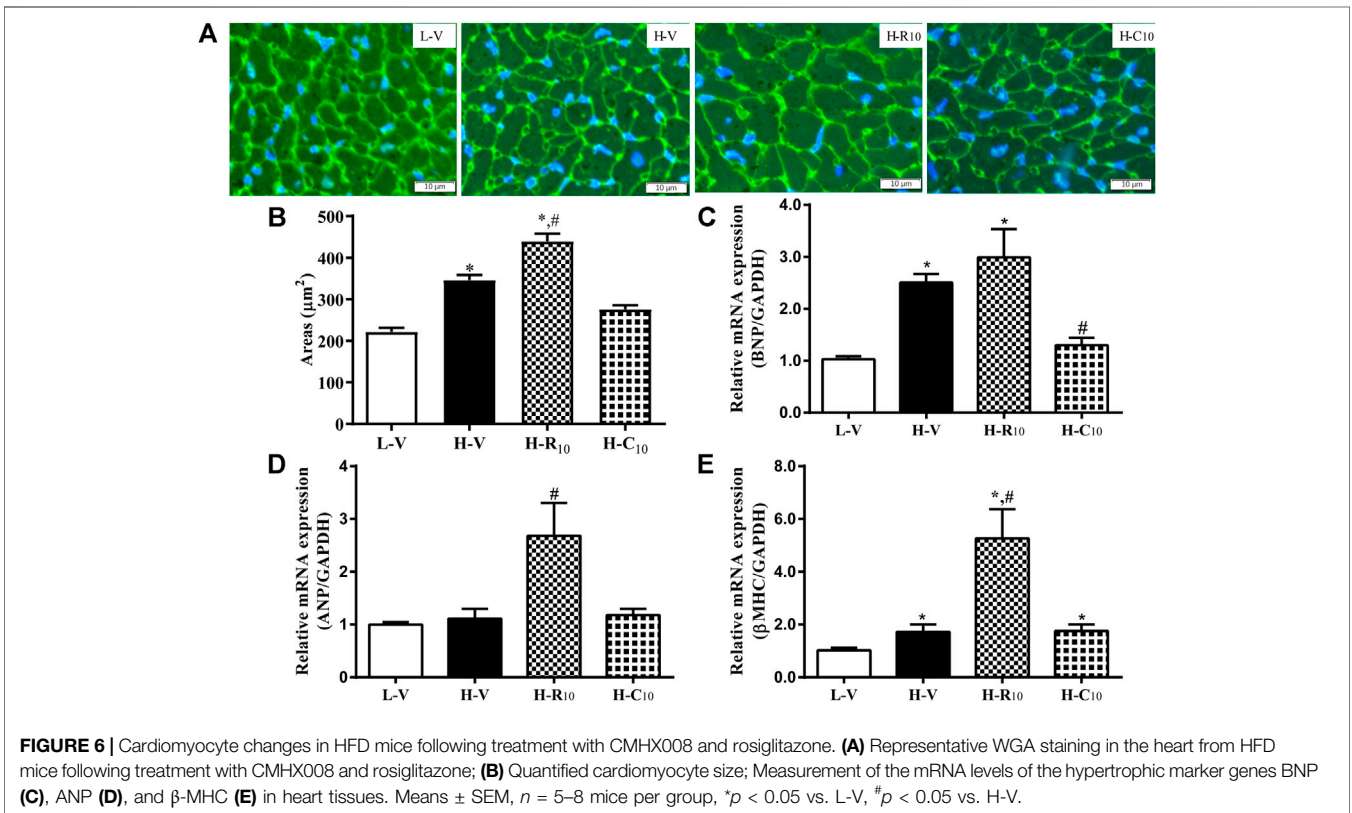 A
L-V
H-V
H-R10
H-C10
10 µm
10 µm
10 µm
10 µm
B
Areas (µm²)
500
400
300
200
100
0
*
*,#
L-V
H-V
H-R₁₀
H-C₁₀
C
Relative mRNA expression
(BNP/GAPDH)
4.0
3.0
2.0
1.0
0.0
*
*
#
L-V
H-V
H-R₁₀
H-C₁₀
D
Relative mRNA expression
(ANP/GAPDH)
4
3
2
1
0
#
L-V
H-V
H-R₁₀
H-C₁₀
E
Relative mRNA expression
(βMHC/GAPDH)
8.0
6.0
4.0
2.0
0.0
*
*,#
*
L-V
H-V
H-R₁₀
H-C₁₀
FIGURE 6 | Cardiomyocyte changes in HFD mice following treatment with CMHX008 and rosiglitazone. (A) Representative WGA staining in the heart from HFD
mice following treatment with CMHX008 and rosiglitazone; (B) Quantified cardiomyocyte size; Measurement of the mRNA levels of the hypertrophic marker genes BNP
(C), ANP (D), and β-MHC (E) in heart tissues. Means ± SEM, n = 5–8 mice per group, *p < 0.05 vs. L-V, #p < 0.05 vs. H-V.